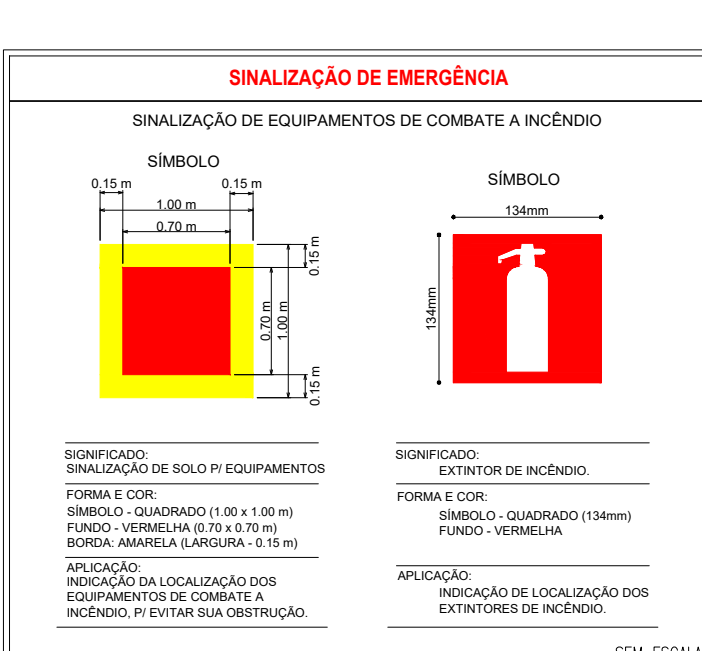 SINALIZAÇÃO DE EMERGÊNCIA
SINALIZAÇÃO DE EQUIPAMENTOS DE COMBATE A INCÊNDIO
SÍMBOLO
0.15 m
0.15 m
1.00 m
0.70 m
0.15 m
0.70 m
1.00 m
0.15 m
SIGNIFICADO:
SINALIZAÇÃO DE SOLO P/ EQUIPAMENTOS
FORMA E COR:
SÍMBOLO - QUADRADO (1.00 x 1.00 m)
FUNDO - VERMELHA (0.70 x 0.70 m)
BORDA: AMARELA (LARGURA - 0.15 m)
APLICAÇÃO:
INDICAÇÃO DA LOCALIZAÇÃO DOS
EQUIPAMENTOS DE COMBATE A
INCÊNDIO, P/ EVITAR SUA OBSTRUÇÃO.
SÍMBOLO
134mm
134mm
SIGNIFICADO:
EXTINTOR DE INCÊNDIO.
FORMA E COR:
SÍMBOLO - QUADRADO (134mm)
FUNDO - VERMELHA
APLICAÇÃO:
INDICAÇÃO DE LOCALIZAÇÃO DOS
EXTINTORES DE INCÊNDIO.
SEM ESCALA